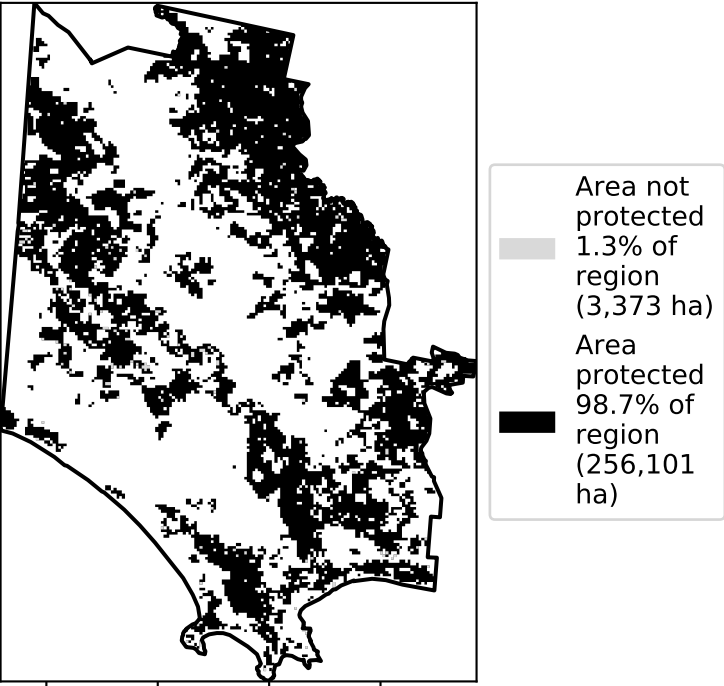 Area not
protected
1.3% of
region
(3,373 ha)
Area
protected
98.7% of
region
(256,101
ha)